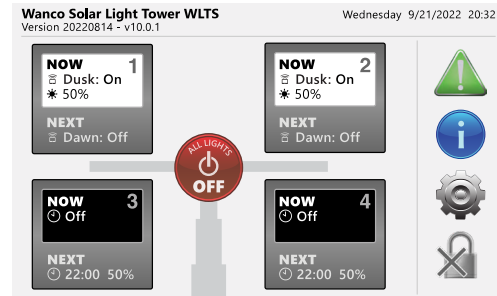 Wanco Solar Light Tower WLTS
Version 20220814 - v10.0.1
Wednesday 9/21/2022 20:32
NOW 1
Dusk: On
50%
NEXT
Dawn: Off
NOW 2
Dusk: On
50%
NEXT
Dawn: Off
ALL LIGHTS
OFF
NOW 3
Off
NEXT
22:00 50%
NOW 4
Off
NEXT
22:00 50%